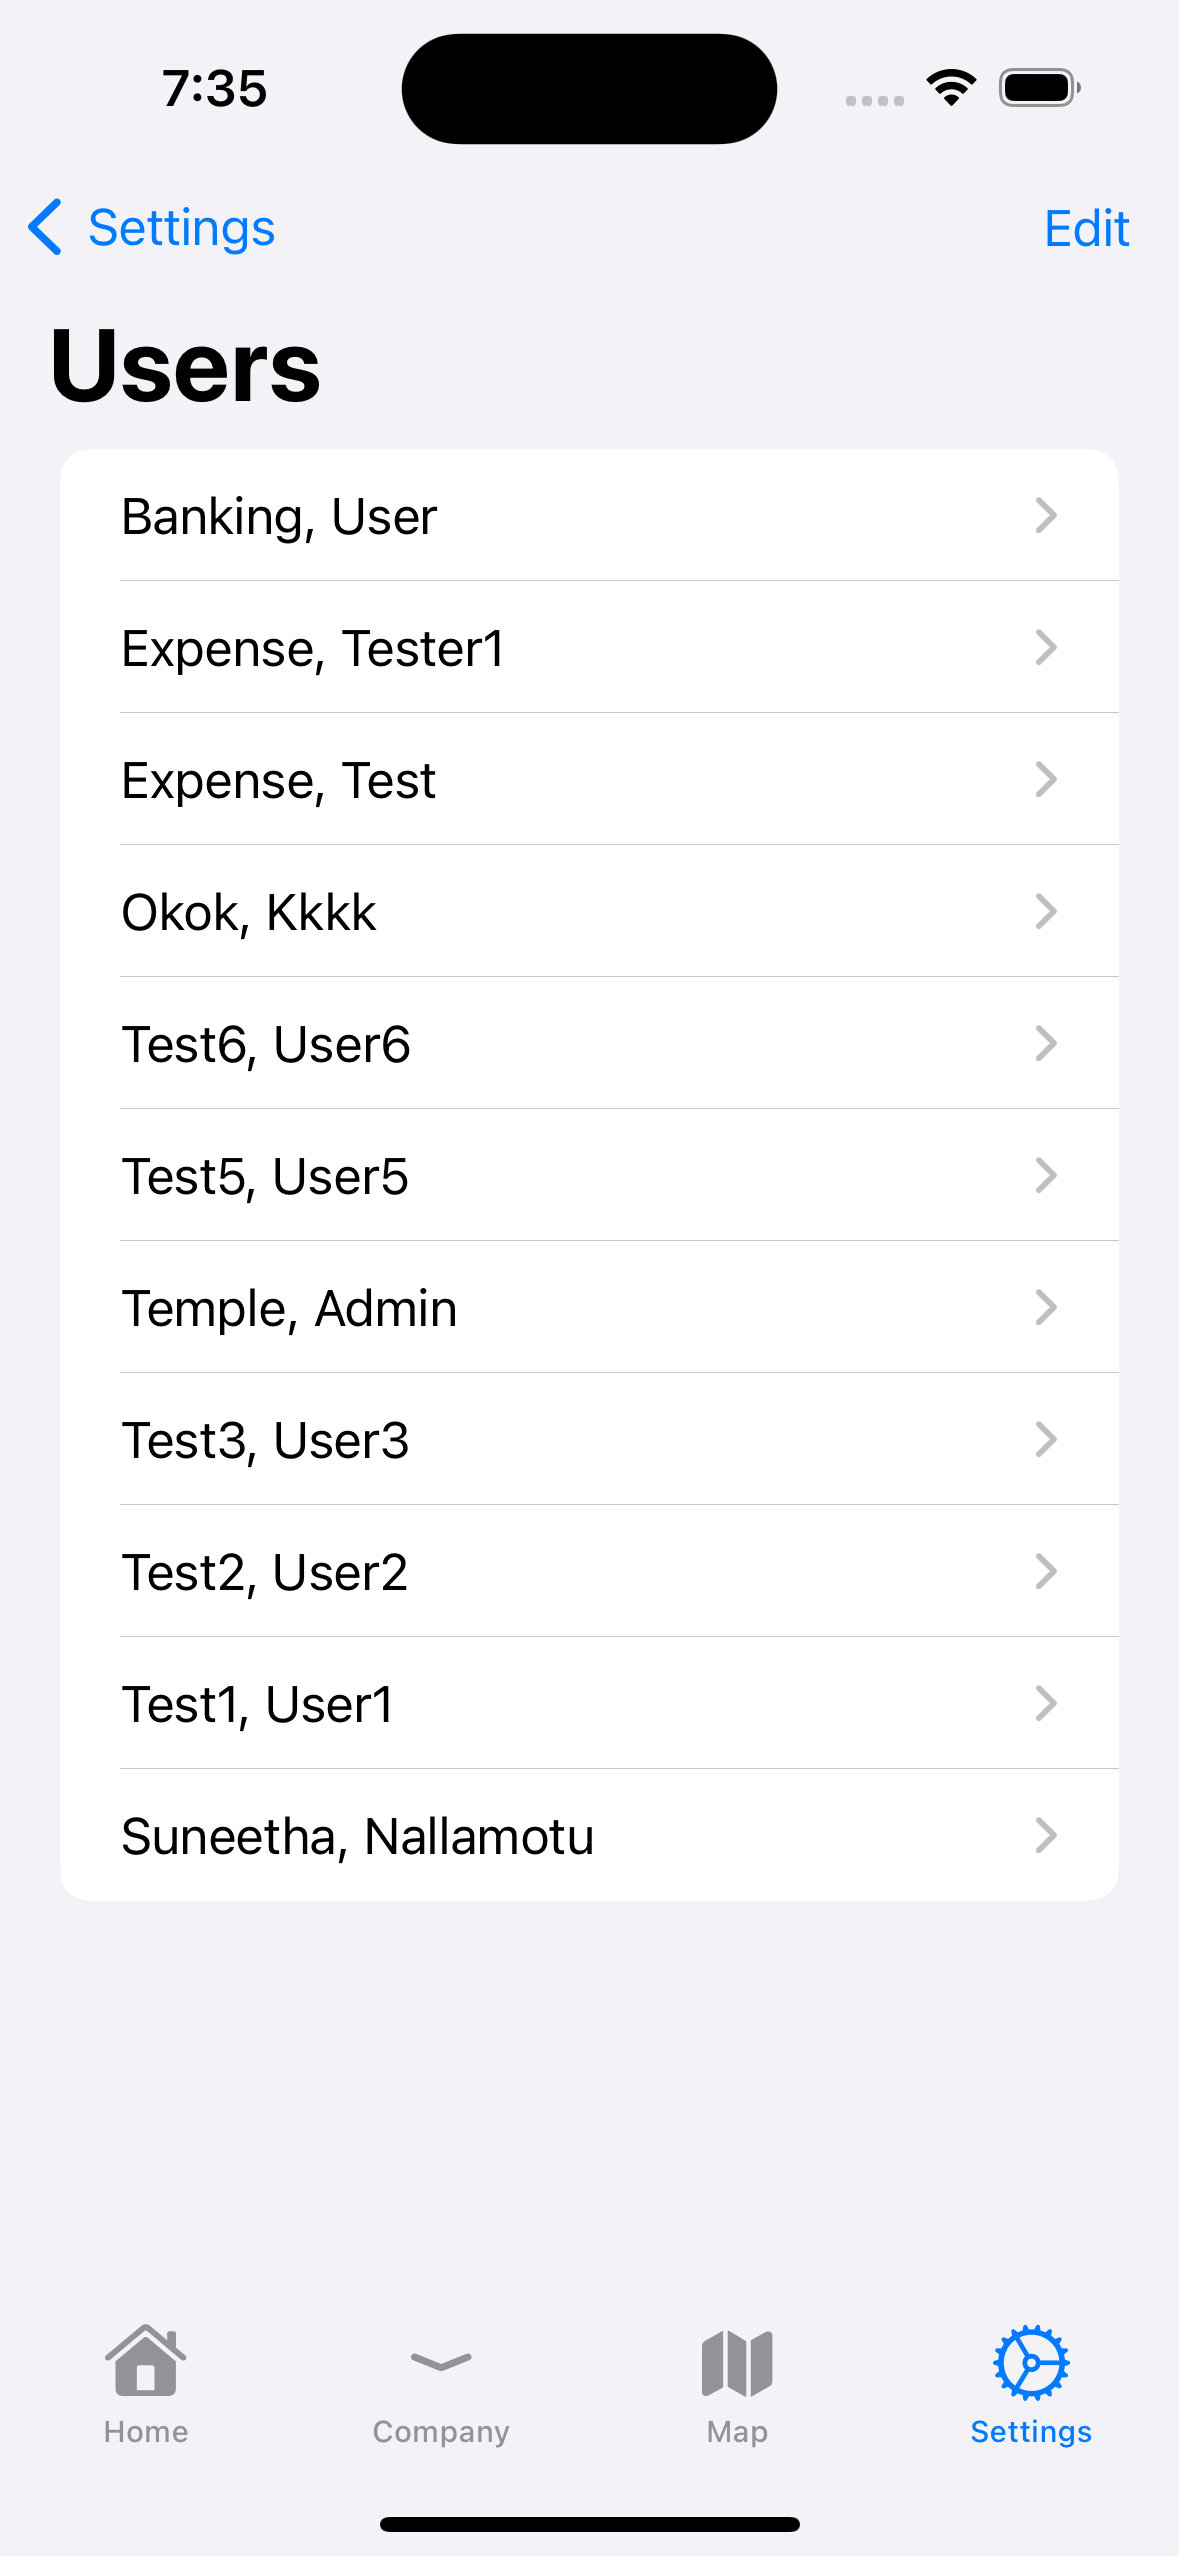 7:35
Settings
Edit
Users
Banking, User
Expense, Tester1
Expense, Test
Okok, Kkkk
Test6, User6
Test5, User5
Temple, Admin
Test3, User3
Test2, User2
Test1, User1
Suneetha, Nallamotu
Home
Company
Map
Settings